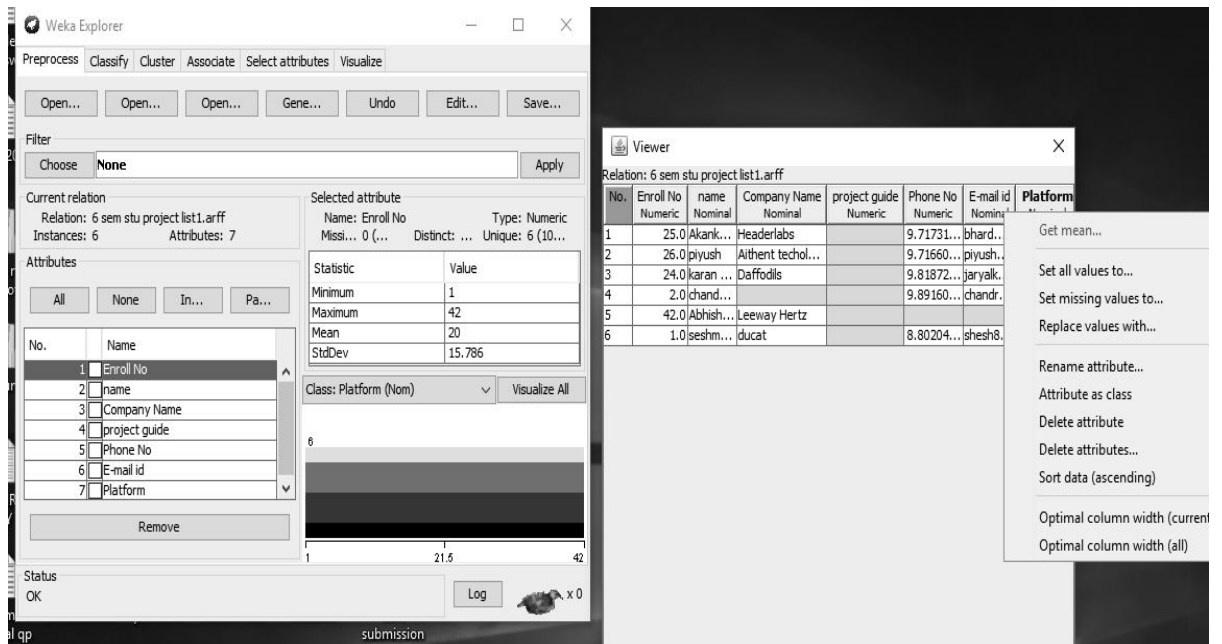 Weka Explorer
Preprocess Classify Cluster Associate Select attributes Visualize
Open... Open... Open... Gene... Undo Edit... Save...
Filter
Choose None Apply
Current relation
Relation: 6 sem stu project list1.arff
Instances: 6 Attributes: 7
Attributes
All None In... Pa...
No. Name
1 Enroll No
2 name
3 Company Name
4 project guide
5 Phone No
6 E-mail id
7 Platform
Remove
Selected attribute
Name: Enroll No Type: Numeric
Missi... 0 (... Distinct: ... Unique: 6 (10...
Statistic Value
Minimum 1
Maximum 42
Mean 20
StdDev 15.786
Class: Platform (Nom) Visualize All
6
1 21.5 42
Status
OK
Log x 0
al qp submission
Viewer
Relation: 6 sem stu project list1.arff
No. Enroll No name Company Name project guide Phone No E-mail id Platform
Numeric Nominal Nominal Numeric Numeric Nominal
1 25.0 Akank... Headerlabs 9.71731... bhard...
2 26.0 piyush Aithent techol... 9.71660... piyush..
3 24.0 karan ... Daffodils 9.81872... jaryalk.
4 2.0 chand... 9.89160... chandr.
5 42.0 Abhish... Leeway Hertz
6 1.0 seshm... ducat 8.80204... shesh8.
Get mean...
Set all values to...
Set missing values to...
Replace values with...
Rename attribute...
Attribute as class
Delete attribute
Delete attributes...
Sort data (ascending)
Optimal column width (current
Optimal column width (all)